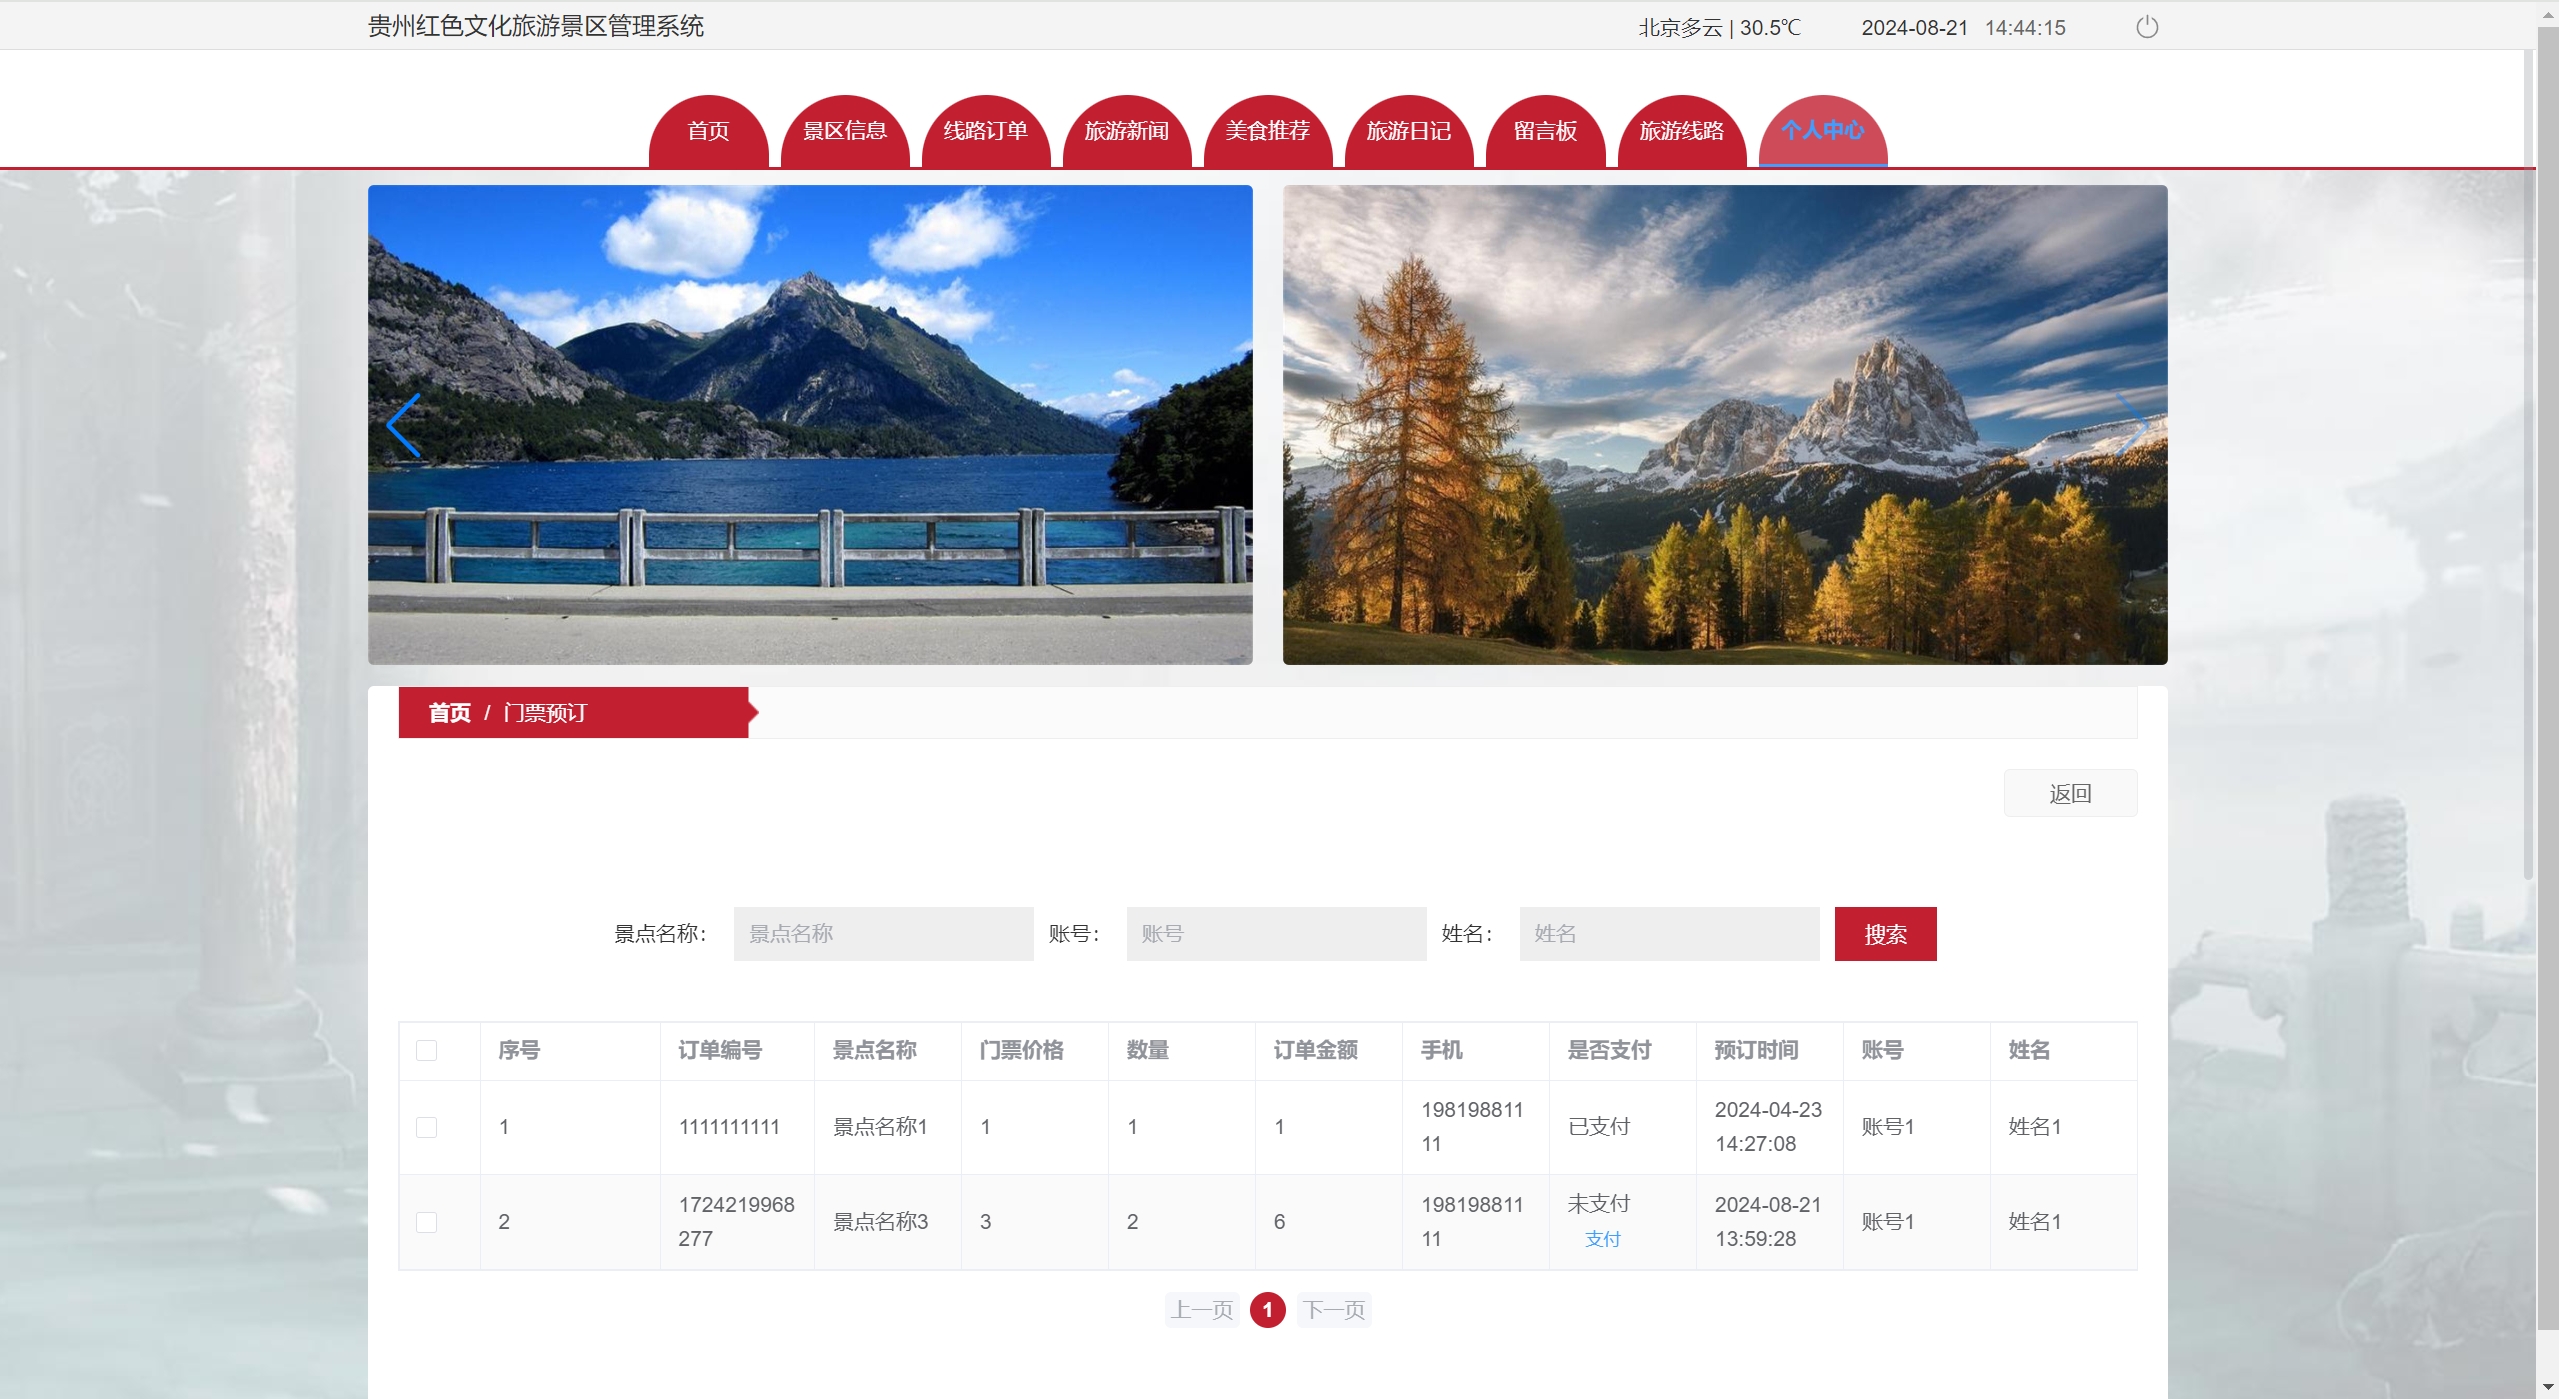 贵州红色文化旅游景区管理系统
北京多云 | 30.5℃ 2024-08-21 14:44:15
首页 景区信息 线路订单 旅游新闻 美食推荐 旅游日记 留言板 旅游线路 个人中心
首页 / 门票预订
返回
景点名称： 景点名称 账号： 账号 姓名： 姓名 搜索
序号 订单编号 景点名称 门票价格 数量 订单金额 手机 是否支付 预订时间 账号 姓名
1 1111111111 景点名称1 1 1 1 19819881111 已支付 2024-04-23 14:27:08 账号1 姓名1
2 1724219968277 景点名称3 3 2 6 19819881111 未支付 支付 2024-08-21 13:59:28 账号1 姓名1
上一页 1 下一页